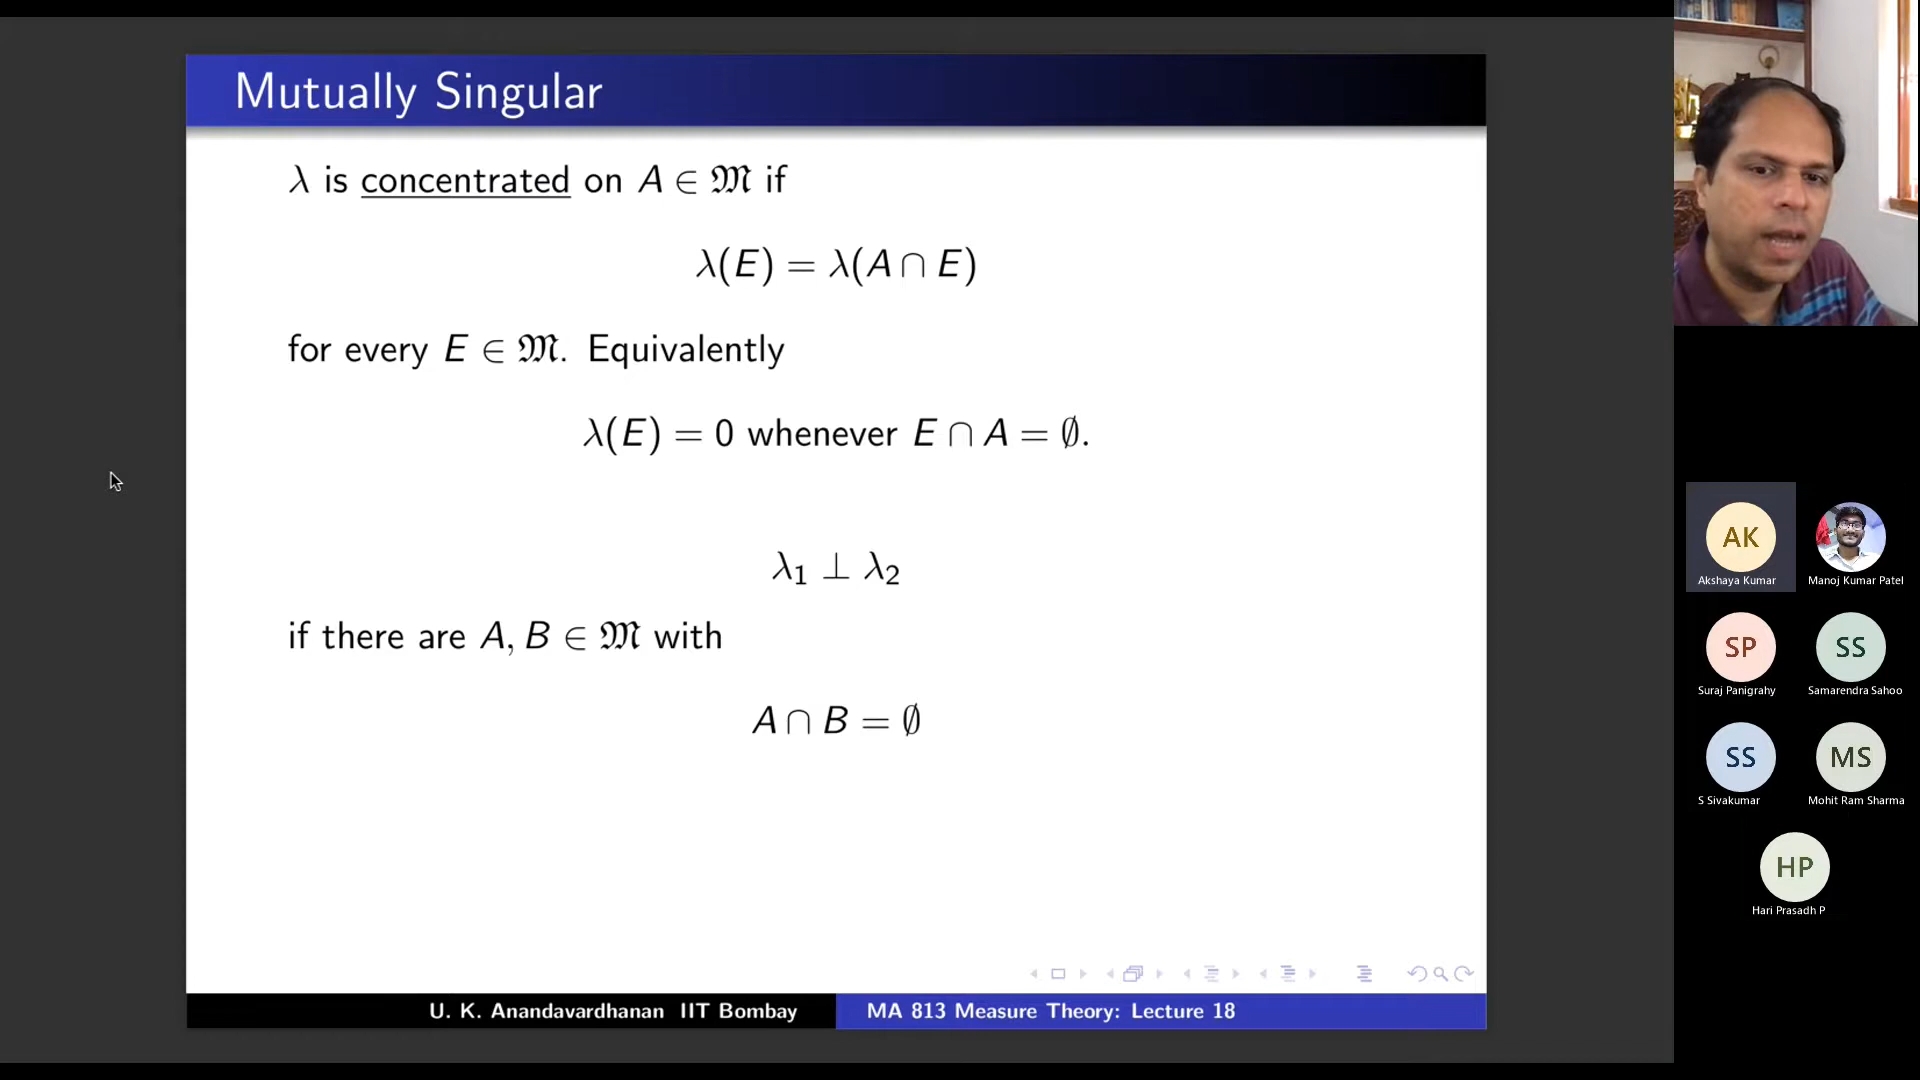 Mutually Singular
λ is concentrated on A ∈ 𝔐 if
λ(E) = λ(A ∩ E)
for every E ∈ 𝔐. Equivalently
λ(E) = 0 whenever E ∩ A = ∅.
λ₁ ⊥ λ₂
if there are A, B ∈ 𝔐 with
A ∩ B = ∅
U. K. Anandavardhanan IIT Bombay
MA 813 Measure Theory: Lecture 18
AK
Akshaya Kumar
Manoj Kumar Patel
SP
Suraj Panigrahy
SS
Samarendra Sahoo
SS
S Sivakumar
MS
Mohit Ram Sharma
HP
Hari Prasadh P